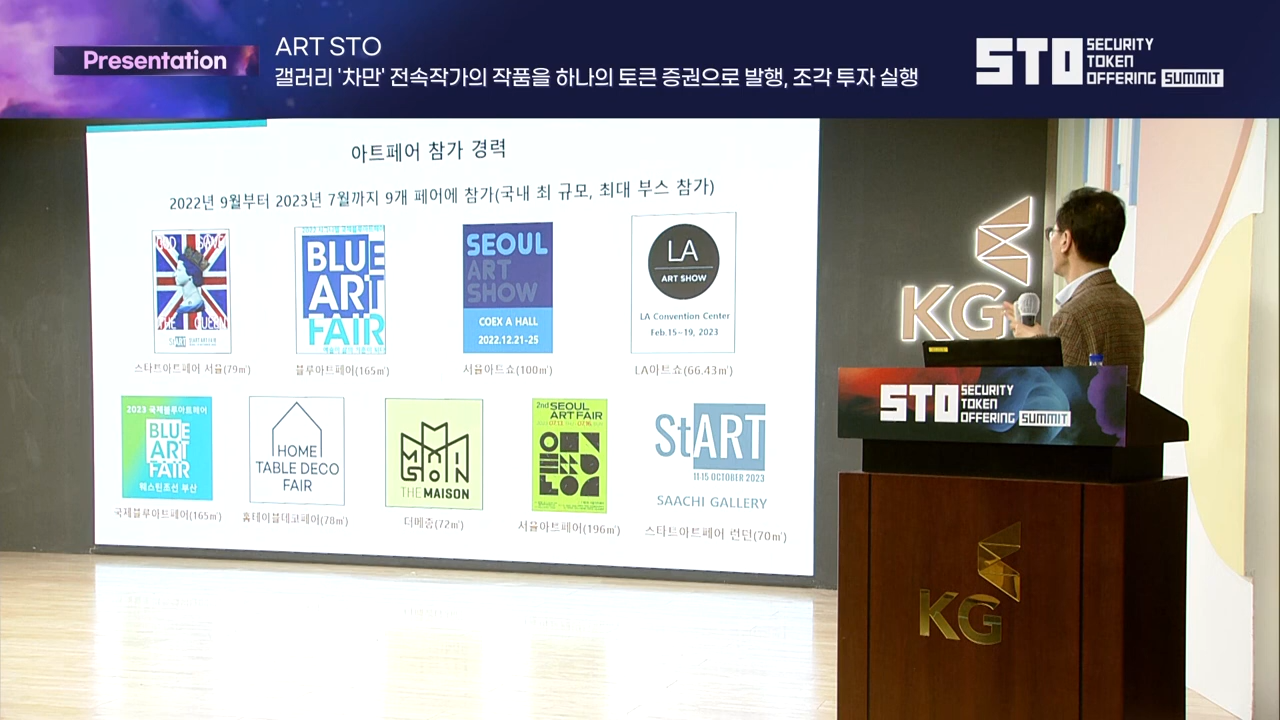 Presentation
ART STO
갤러리 '차만' 전속작가의 작품을 하나의 토큰 증권으로 발행, 조각 투자 실행
STO SECURITY
TOKEN
OFFERING SUMMIT
아트페어 참가 경력
2022년 9월부터 2023년 7월까지 9개 페어에 참가(국내 최 규모, 최대 부스 참가)
THE QUEEN
StART
스타트아트페어 서울(79㎡)
BLUE
ART
FAIR
블루아트페어(165㎡)
SEOUL
ART
SHOW
COEX A HALL
2022.12.21-25
서울아트쇼(100㎡)
LA
ART SHOW
LA Convention Center
Feb.15~19, 2023
LA아트쇼(66.43㎡)
2023 국제블루아트페어
BLUE
ART
FAIR
웨스틴조선 부산
국제블루아트페어(165㎡)
HOME
TABLE DECO
FAIR
홈테이블데코페어(78㎡)
THE MAISON
더메종(72㎡)
2nd SEOUL
ART FAIR
서울아트페어(196㎡)
StART
11-15 OCTOBER 2023
SAACHI GALLERY
스타트아트페어 런던(70㎡)
KG
STO SECURITY
TOKEN
OFFERING SUMMIT
KG